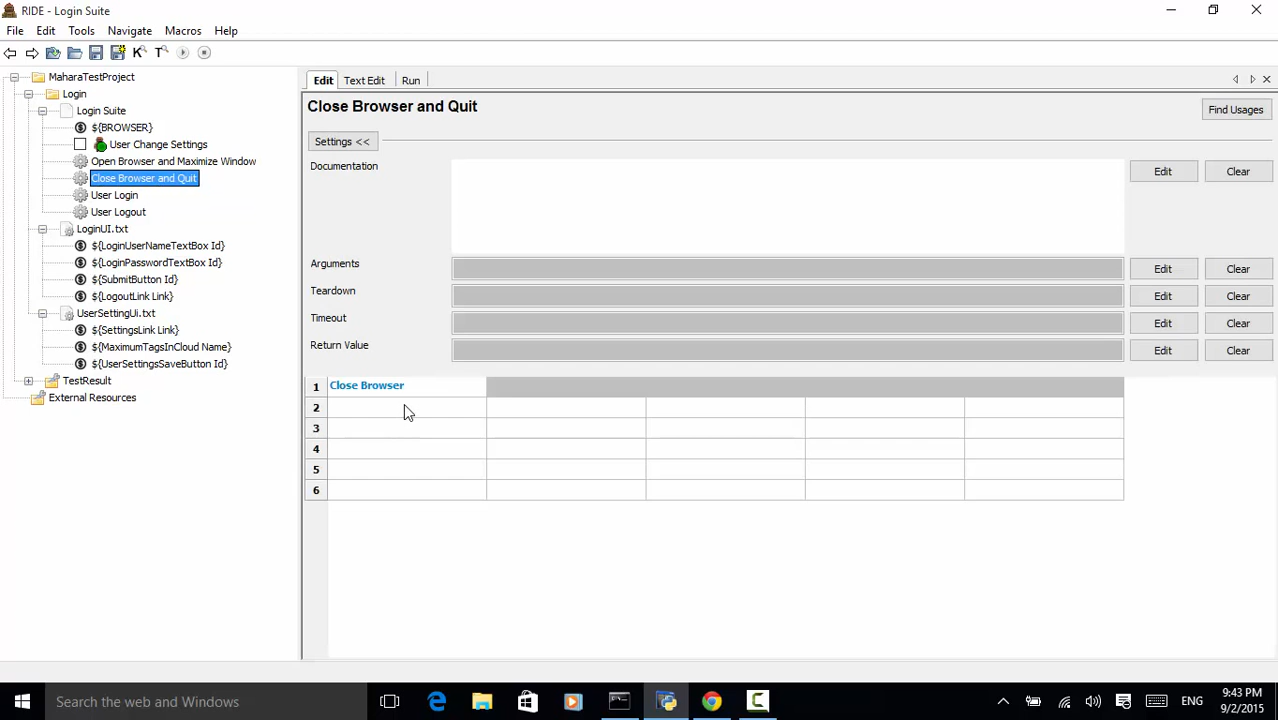 RIDE - Login Suite
File Edit Tools Navigate Macros Help
MaharaTestProject
Login
Login Suite
${BROWSER}
User Change Settings
Open Browser and Maximize Window
Close Browser and Quit
User Login
User Logout
LoginUI.txt
${LoginUserNameTextBox Id}
${LoginPasswordTextBox Id}
${SubmitButton Id}
${LogoutLink Link}
UserSettingUi.txt
${SettingsLink Link}
${MaximumTagsInCloud Name}
${UserSettingsSaveButton Id}
TestResult
External Resources
Edit Text Edit Run
Close Browser and Quit
Find Usages
Settings <<
Documentation
Edit Clear
Arguments
Edit Clear
Teardown
Edit Clear
Timeout
Edit Clear
Return Value
Edit Clear
1 Close Browser
2
3
4
5
6
Search the web and Windows
ENG
9:43 PM
9/2/2015